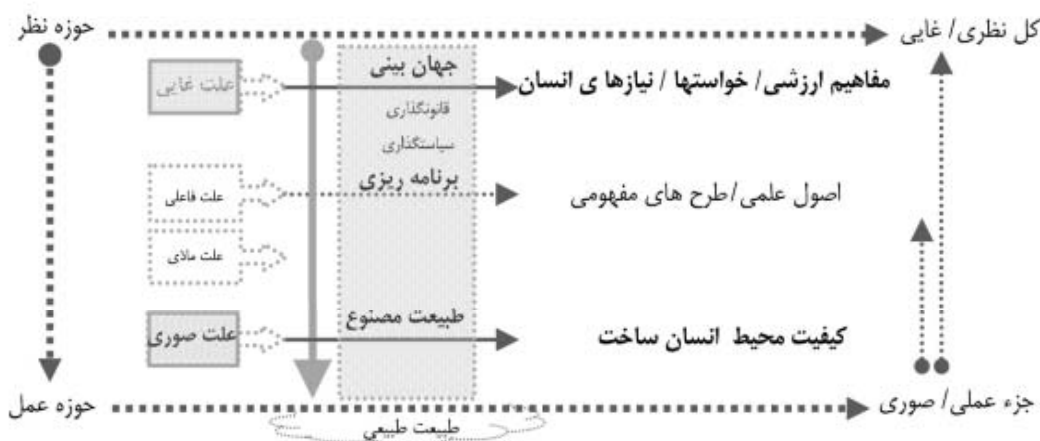 کل نظری/ غایی
حوزه نظر
جهان بینی
علت غایی
مفاهیم ارزشی/ خواستها / نیازها ی انسان
قانونگذاری
سیاستگذاری
برنامه ریزی
علت فاعلی
اصول علمی/ طرح های مفهومی
علت مادی
طبیعت مصنوع
علت صوری
کیفیت محیط انسان ساخت
جزء عملی/ صوری
حوزه عمل
طبیعت طبیعی